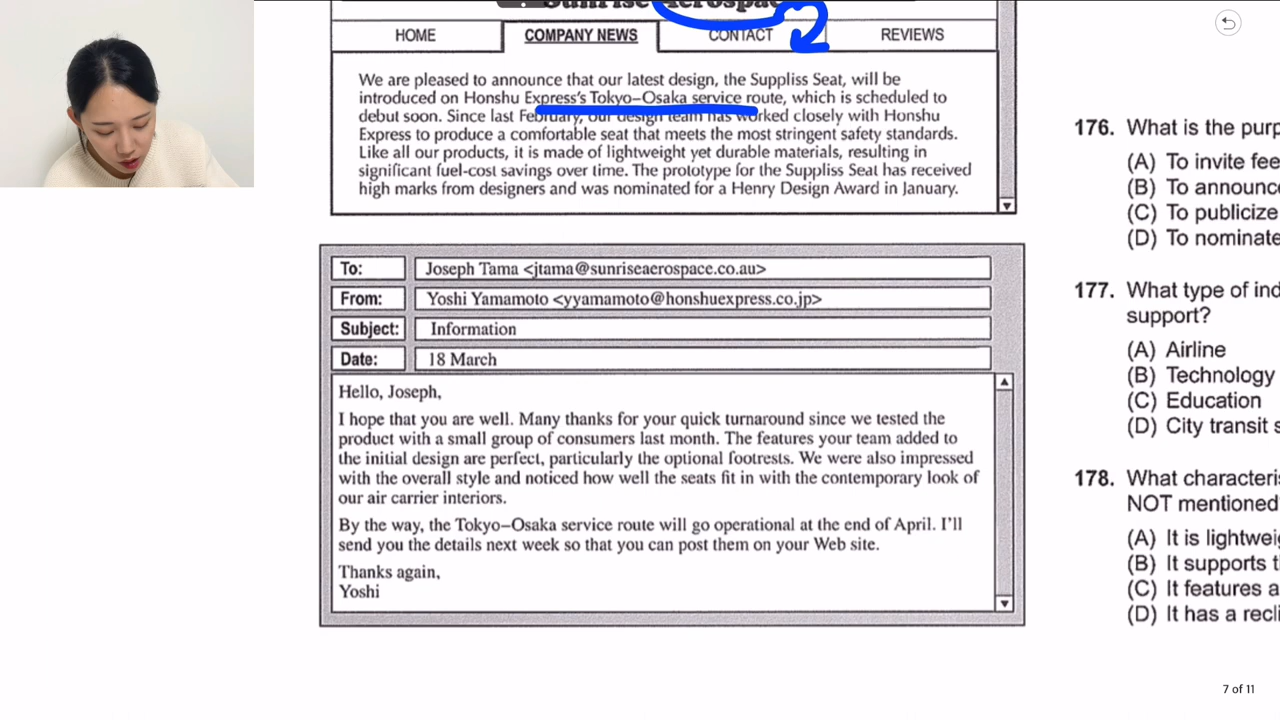 Sunrise Aerospace
HOME
COMPANY NEWS
CONTACT
REVIEWS
We are pleased to announce that our latest design, the Suppliss Seat, will be
introduced on Honshu Express's Tokyo–Osaka service route, which is scheduled to
debut soon. Since last February, our design team has worked closely with Honshu
Express to produce a comfortable seat that meets the most stringent safety standards.
Like all our products, it is made of lightweight yet durable materials, resulting in
significant fuel-cost savings over time. The prototype for the Suppliss Seat has received
high marks from designers and was nominated for a Henry Design Award in January.
To: Joseph Tama <jtama@sunriseaerospace.co.au>
From: Yoshi Yamamoto <yyamamoto@honshuexpress.co.jp>
Subject: Information
Date: 18 March
Hello, Joseph,
I hope that you are well. Many thanks for your quick turnaround since we tested the
product with a small group of consumers last month. The features your team added to
the initial design are perfect, particularly the optional footrests. We were also impressed
with the overall style and noticed how well the seats fit in with the contemporary look of
our air carrier interiors.
By the way, the Tokyo–Osaka service route will go operational at the end of April. I'll
send you the details next week so that you can post them on your Web site.
Thanks again,
Yoshi
176. What is the purp
(A) To invite fee
(B) To announc
(C) To publicize
(D) To nominate
177. What type of ind
support?
(A) Airline
(B) Technology
(C) Education
(D) City transit s
178. What characteris
NOT mentioned
(A) It is lightweig
(B) It supports t
(C) It features a
(D) It has a recli
7 of 11